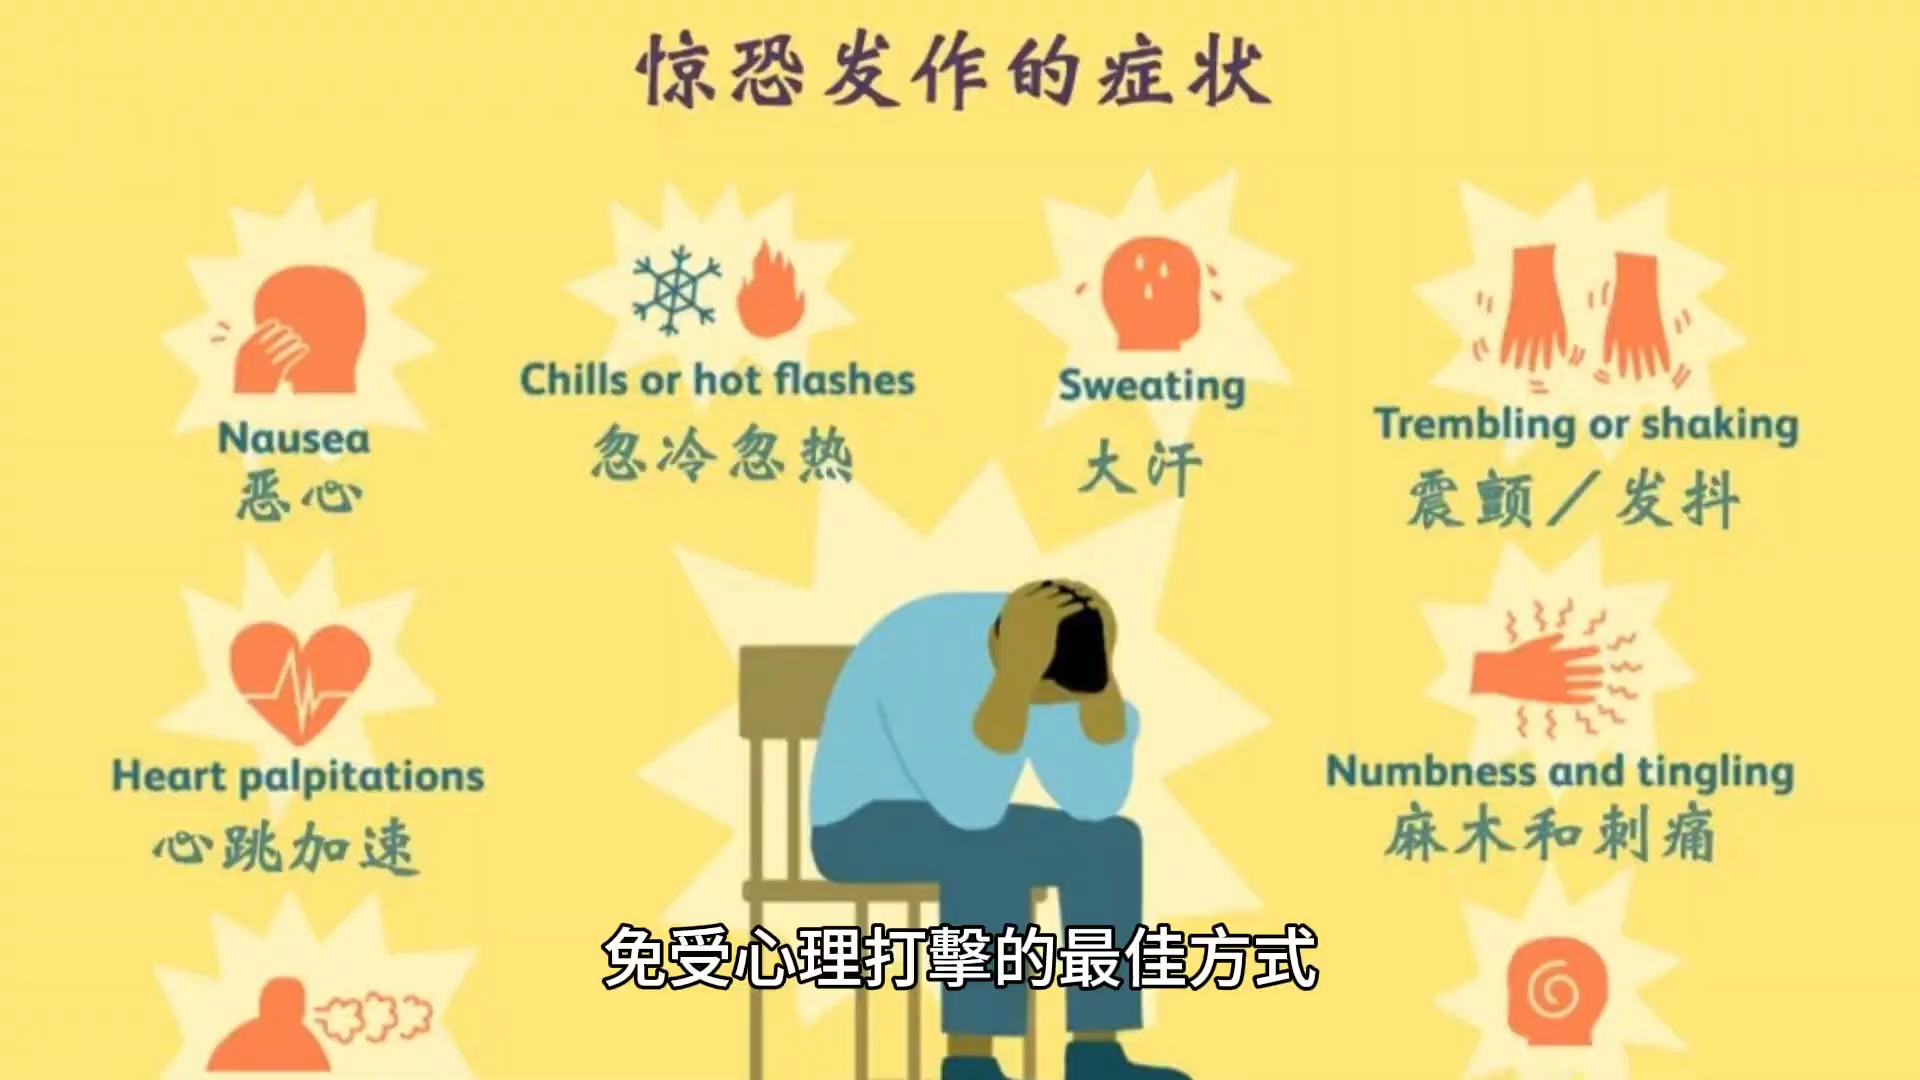 惊恐发作的症状
Nausea
恶心
Chills or hot flashes
忽冷忽热
Sweating
大汗
Trembling or shaking
震颤/发抖
Heart palpitations
心跳加速
Numbness and tingling
麻木和刺痛
免受心理打擊的最佳方式